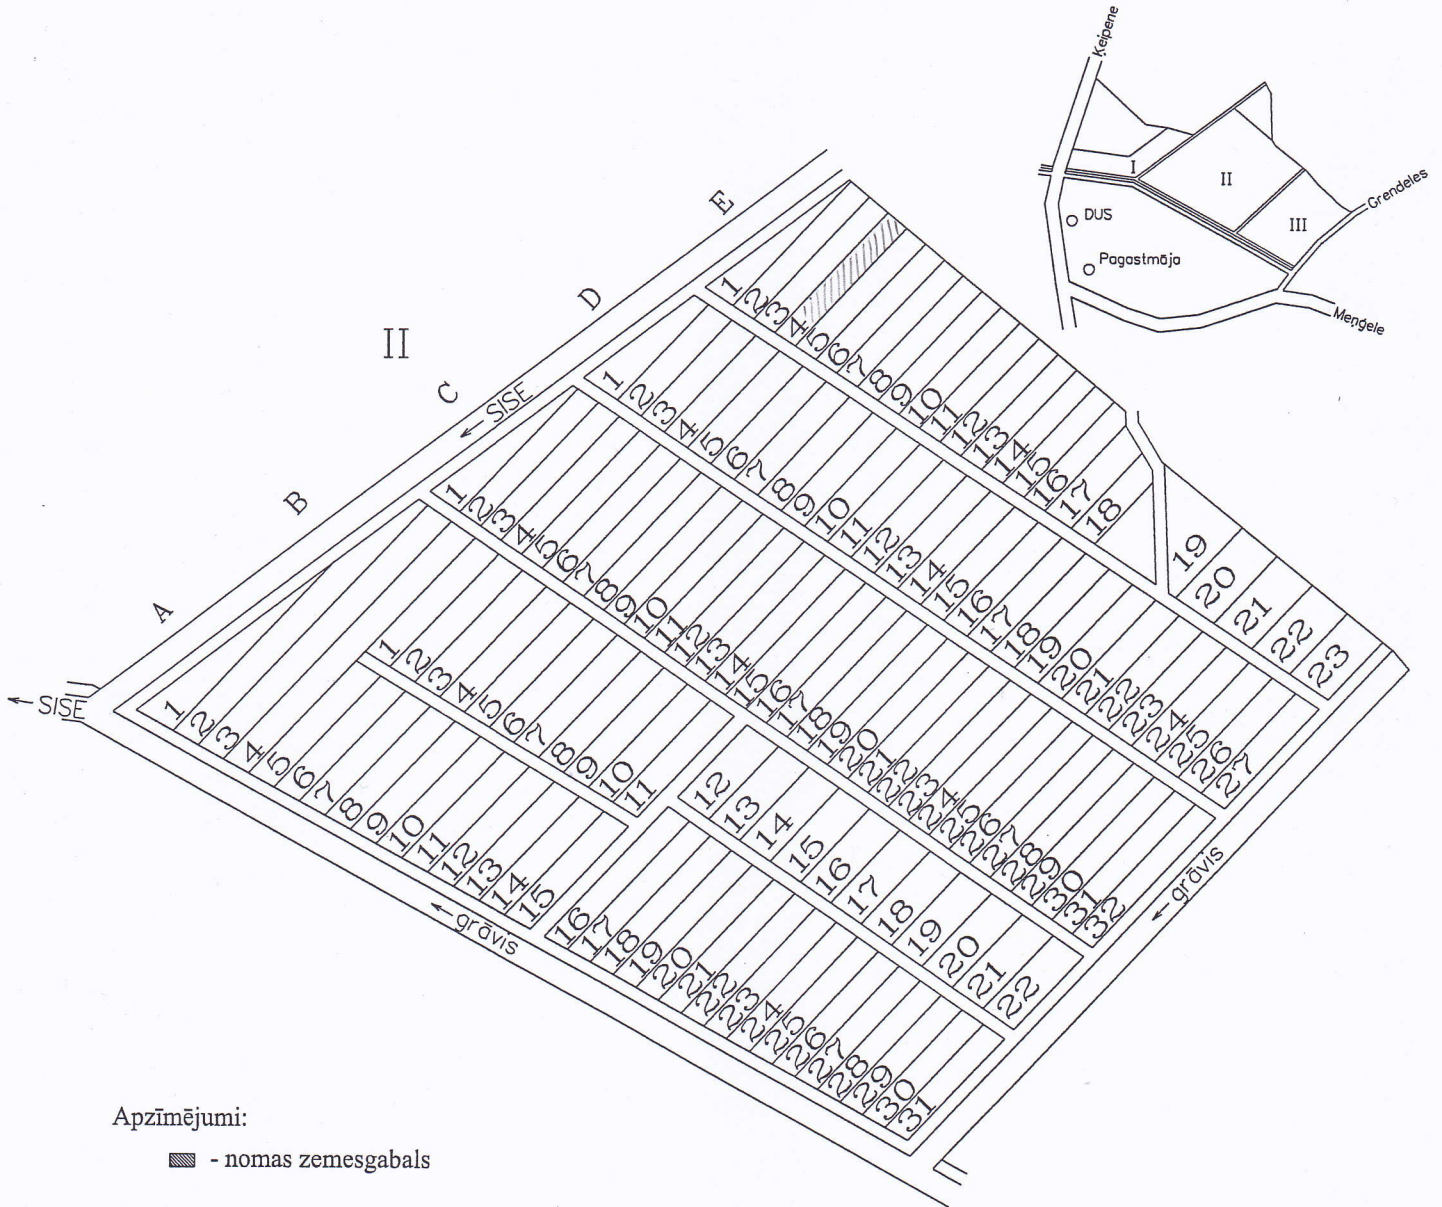 Ķeipene
I
II
III
Grendeles
DUS
Pagastmāja
Meņģele
II
E
D
C
B
A
← SISE
← SISE
1 2 3 4 5 6 7 8 9 10 11 12 13 14 15 16 17 18
19 20 21 22 23
1 2 3 4 5 6 7 8 9 10 11 12 13 14 15 16 17 18 19 20 21 22 23 24 25 26 27
1 2 3 4 5 6 7 8 9 10 11 12 13 14 15 16 17 18 19 20 21 22 23 24 25 26 27 28 29 30 31 32
1 2 3 4 5 6 7 8 9 10 11
12 13 14 15 16 17 18 19 20 21 22
1 2 3 4 5 6 7 8 9 10 11 12 13 14 15
16 17 18 19 20 21 22 23 24 25 26 27 28 29 30 31
← grāvis
← grāvis
Apzīmējumi:
- nomas zemesgabals